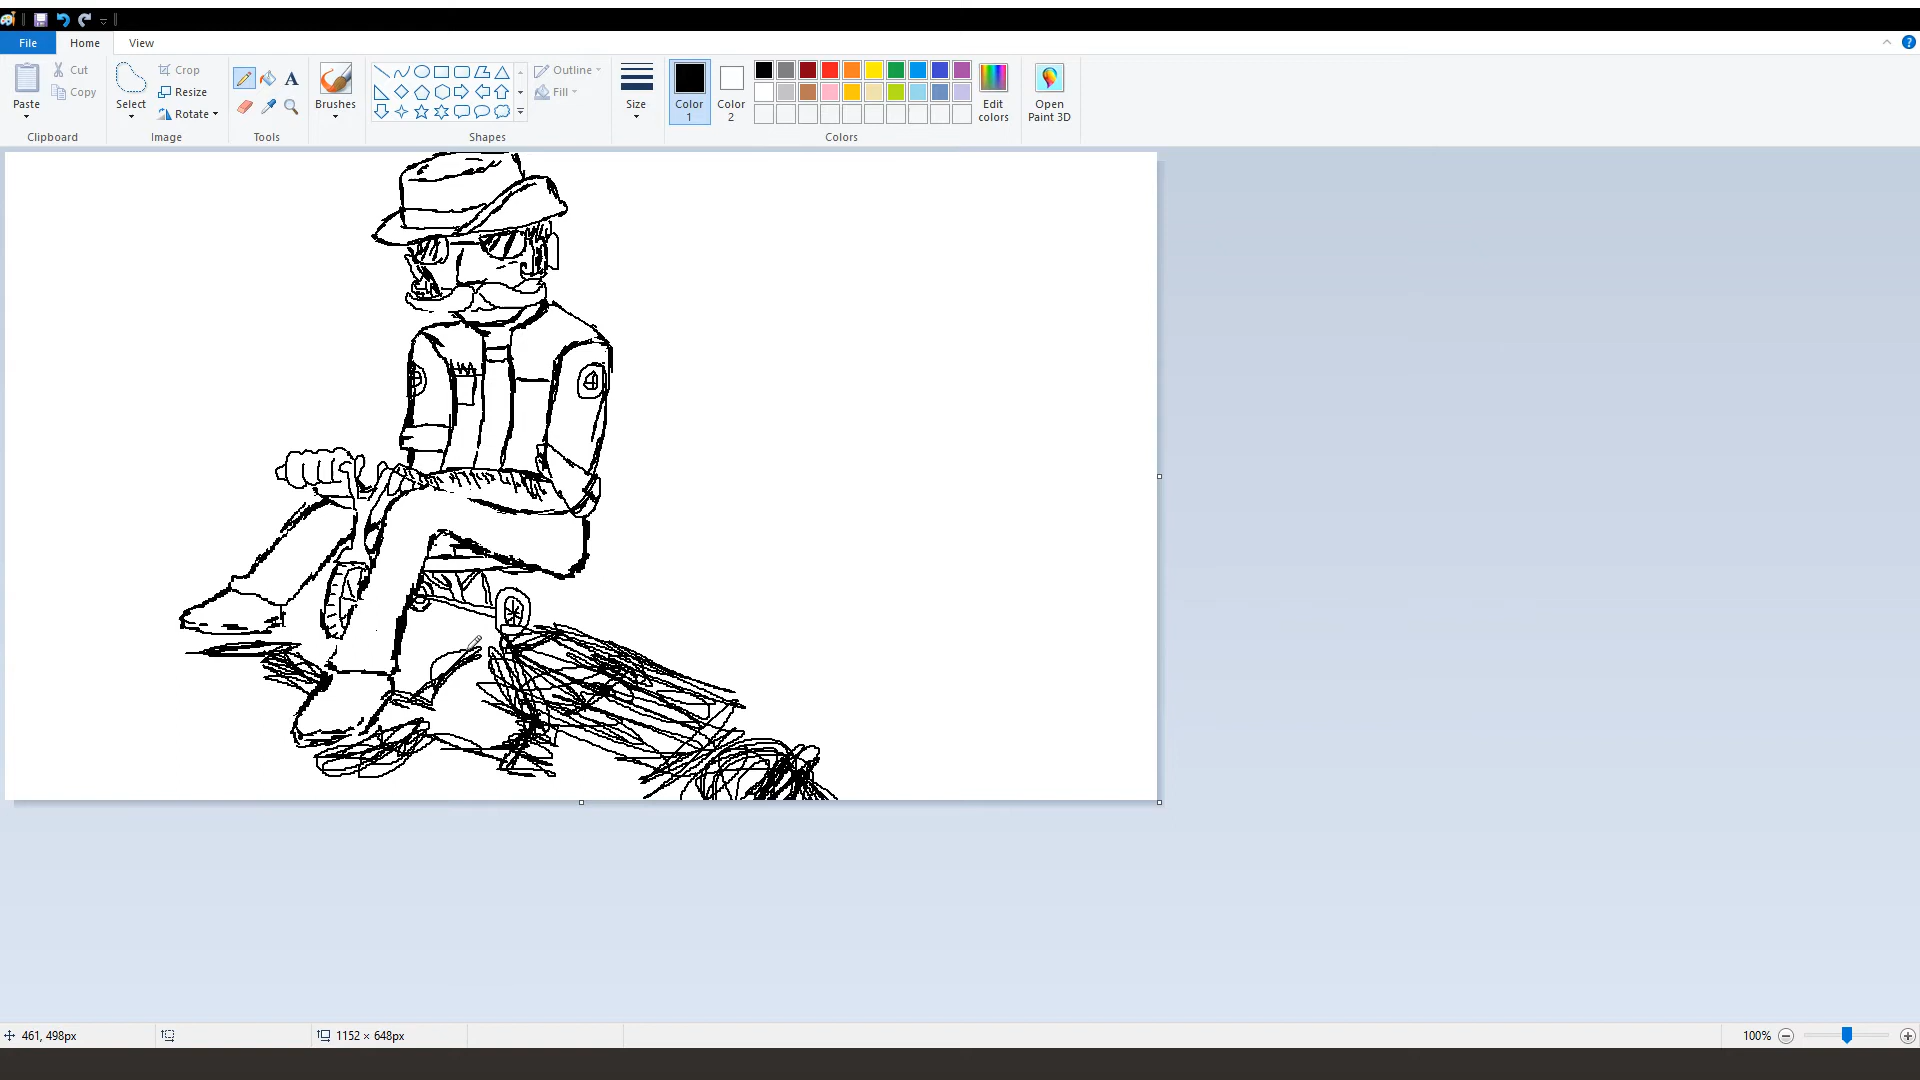 File Home View
Paste Cut Copy
Clipboard
Select Crop Resize Rotate
Image
A
Tools
Brushes
Outline Fill
Shapes
Size
Color 1 Color 2
Edit colors
Colors
Open Paint 3D
461, 498px 1152 × 648px 100%